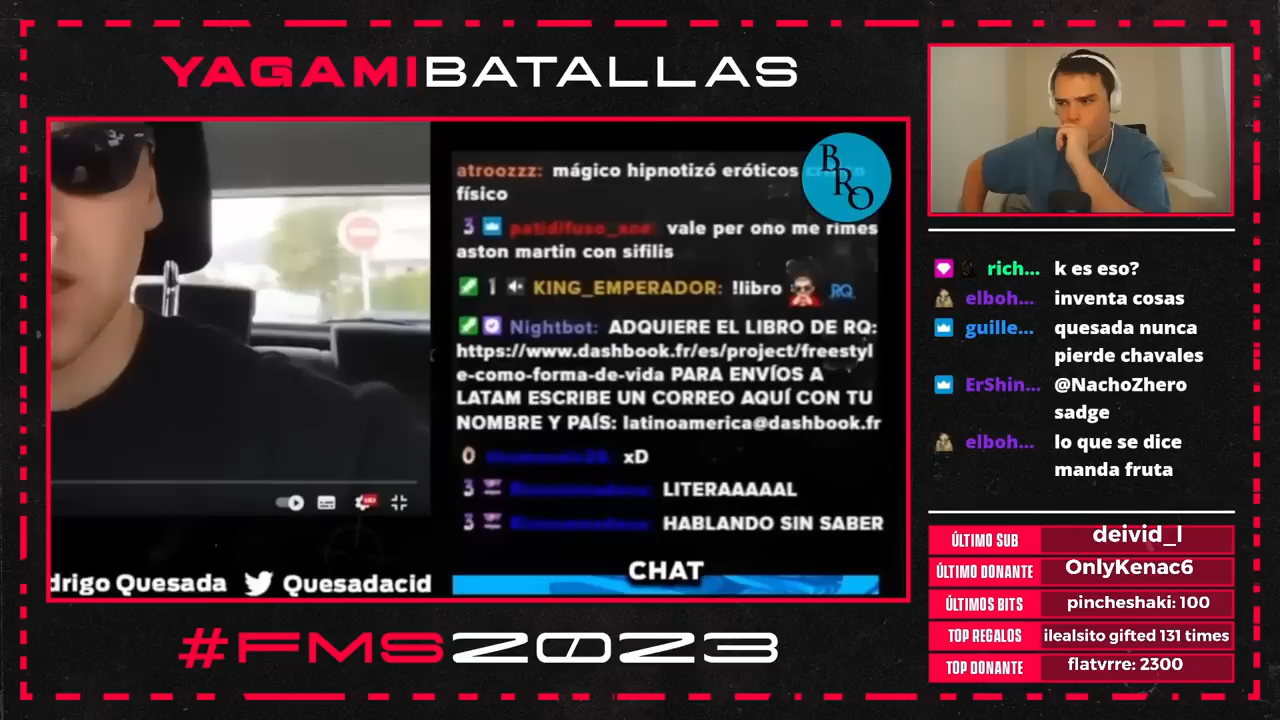 YAGAMIBATALLAS
BRO
atroozzz: mágico hipnotizó eróticos
físico
3 patidifuso_ane: vale per oño me rimes
aston martin con sifilis
1 KING_EMPERADOR: !libro RQ
Nightbot: ADQUIERE EL LIBRO DE RQ:
https://www.dashbook.fr/es/project/freestyl
e-como-forma-de-vida PARA ENVÍOS A
LATAM ESCRIBE UN CORREO AQUÍ CON TU
NOMBRE Y PAÍS: latinoamerica@dashbook.fr
0 xD
3 LITERAAAAAL
3 HABLANDO SIN SABER
CHAT
drigo Quesada Quesadacid
#FMS2023
rich... k es eso?
elboh... inventa cosas
guille... quesada nunca
pierde chavales
ErShin... @NachoZhero
sadge
elboh... lo que se dice
manda fruta
ÚLTIMO SUB deivid_l
ÚLTIMO DONANTE OnlyKenac6
ÚLTIMOS BITS pincheshaki: 100
TOP REGALOS ilealsito gifted 131 times
TOP DONANTE flatvrre: 2300